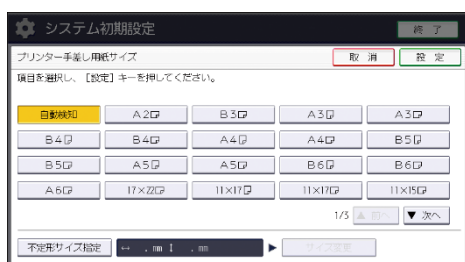 システム初期設定
終 了
プリンター手差し用紙サイズ
取 消
設 定
項目を選択し、［設定］キーを押してください。
自動検知
A2
B3
A3
A3
B4
B4
A4
A4
B5
B5
A5
A5
B6
B6
A6
17×22
11×17
11×17
11×15
1/3
▲ 前へ
▼ 次へ
不定形サイズ指定
↔ . mm ↕ . mm
▶
サイズ変更